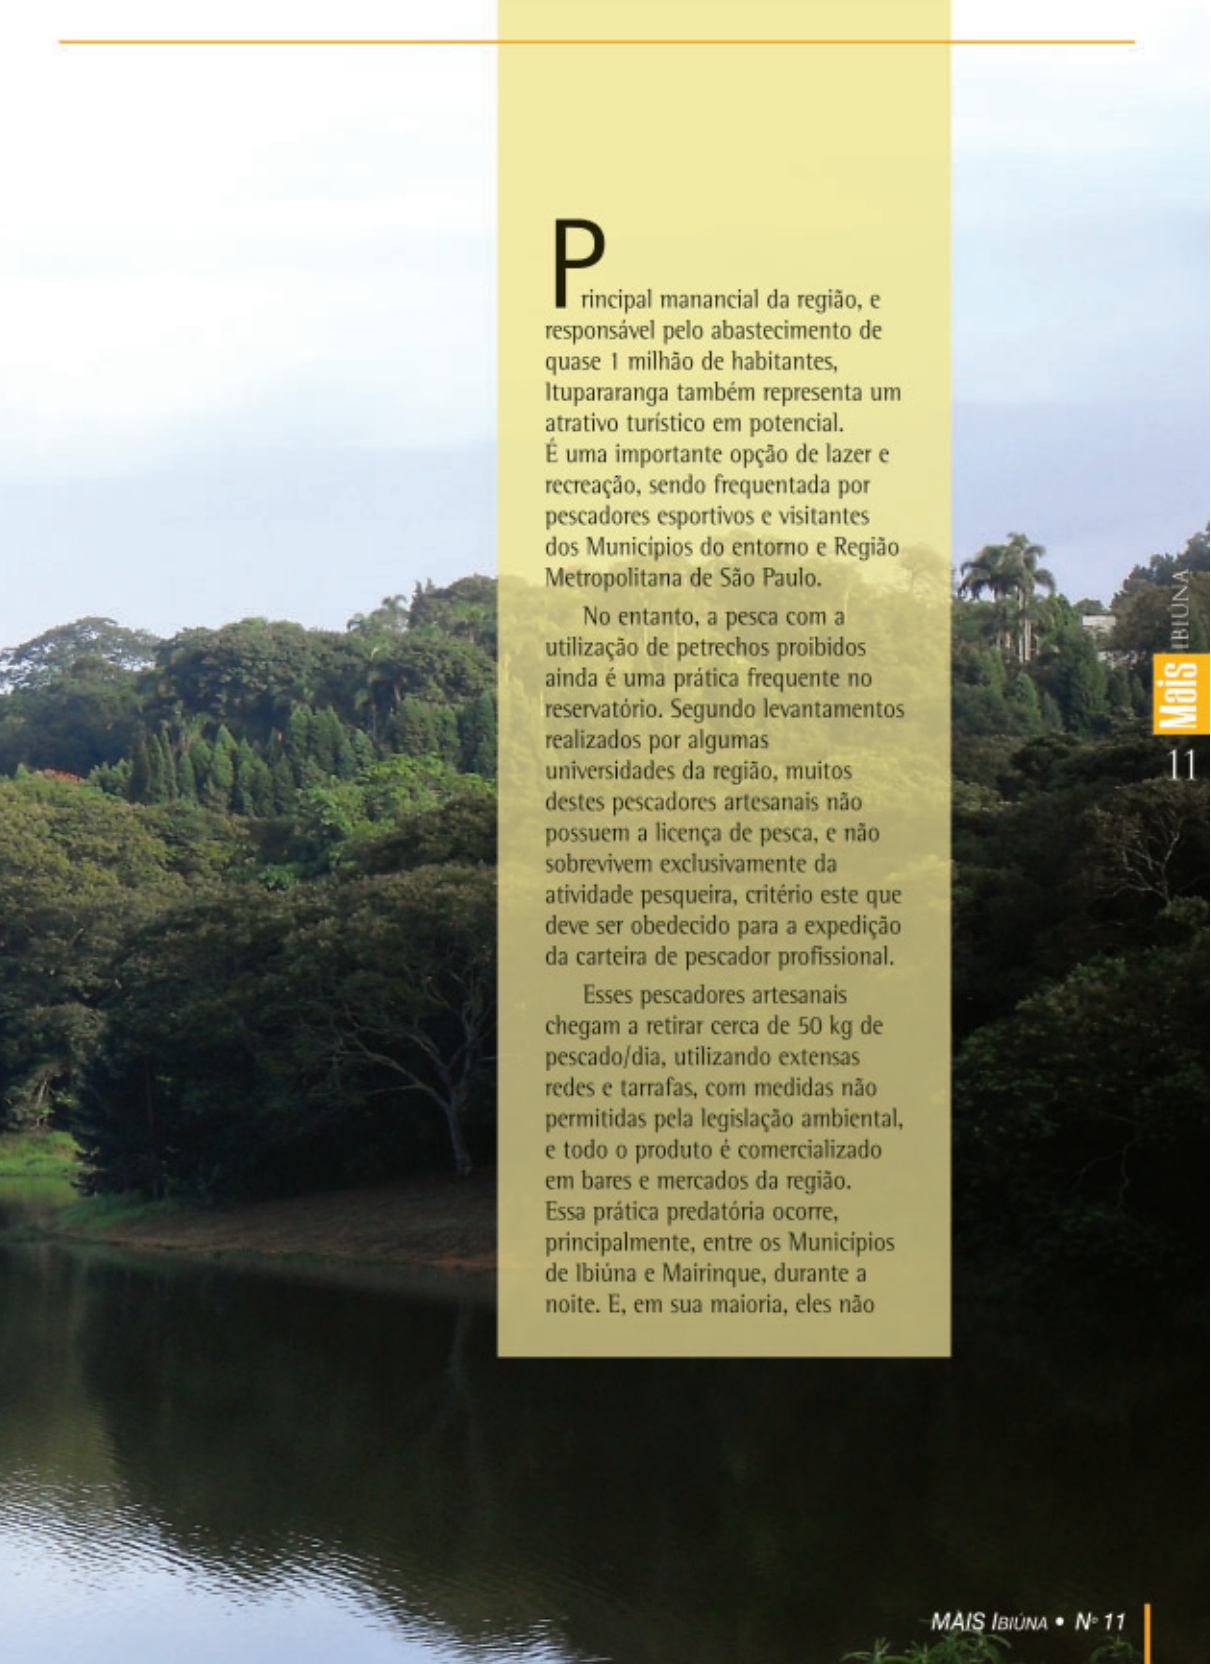 Principal manancial da região, e
responsável pelo abastecimento de
quase 1 milhão de habitantes,
Itupararanga também representa um
atrativo turístico em potencial.
É uma importante opção de lazer e
recreação, sendo frequentada por
pescadores esportivos e visitantes
dos Municípios do entorno e Região
Metropolitana de São Paulo.
No entanto, a pesca com a
utilização de petrechos proibidos
ainda é uma prática frequente no
reservatório. Segundo levantamentos
realizados por algumas
universidades da região, muitos
destes pescadores artesanais não
possuem a licença de pesca, e não
sobrevivem exclusivamente da
atividade pesqueira, critério este que
deve ser obedecido para a expedição
da carteira de pescador profissional.
Esses pescadores artesanais
chegam a retirar cerca de 50 kg de
pescado/dia, utilizando extensas
redes e tarrafas, com medidas não
permitidas pela legislação ambiental,
e todo o produto é comercializado
em bares e mercados da região.
Essa prática predatória ocorre,
principalmente, entre os Municípios
de Ibiúna e Mairinque, durante a
noite. E, em sua maioria, eles não
Mais IBIÚNA
11
MAIS IBIÚNA • Nº 11